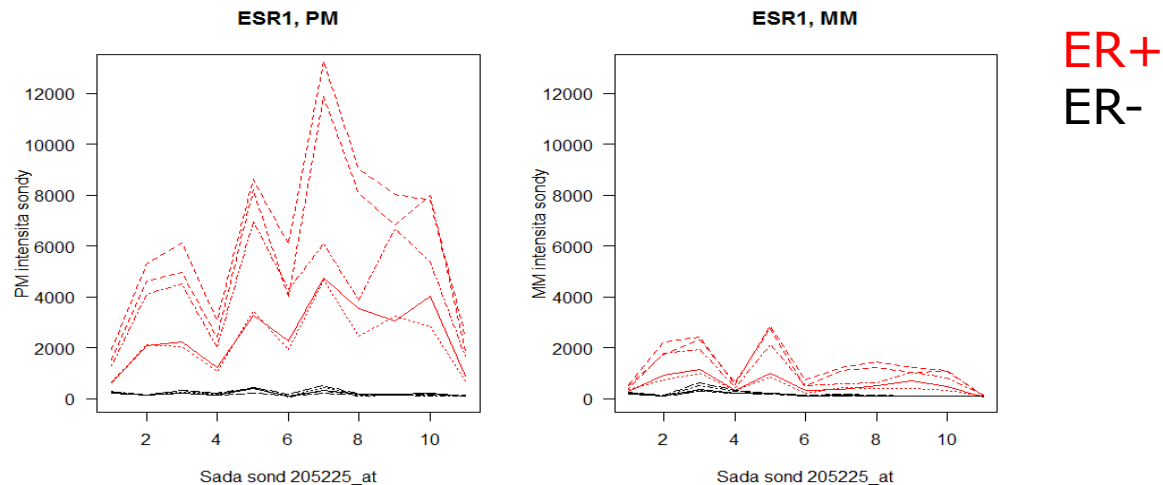 ESR1, PM
PM intensita sondy
12000
10000
8000
6000
4000
2000
0
2 4 6 8 10
Sada sond 205225_at
ESR1, MM
MM intensita sondy
12000
10000
8000
6000
4000
2000
0
2 4 6 8 10
Sada sond 205225_at
ER+
ER-